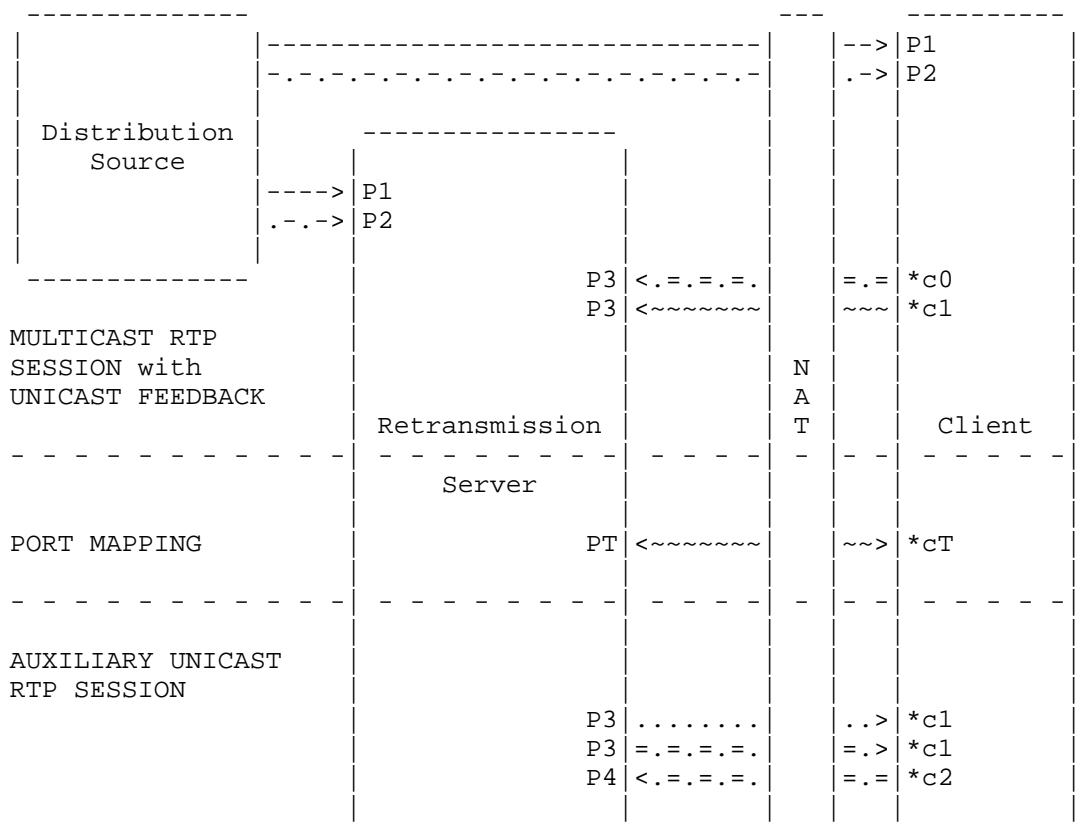 --------------                                  ---     ----------
|              |-------------------------------|   |-->|P1        |
|              |-.-.-.-.-.-.-.-.-.-.-.-.-.-.-.-|   |.->|P2        |
|              |                               |   |   |          |
| Distribution |      ----------------         |   |   |          |
|    Source    |     |                |        |   |   |          |
|              |---->|P1              |        |   |   |          |
|              |.-.->|P2              |        |   |   |          |
|              |     |                |        |   |   |          |
 --------------      |              P3|<.=.=.=.|   |=.=|*c0       |
                     |              P3|<~~~~~~~|   |~~~|*c1       |
MULTICAST RTP        |                |        |   |   |          |
SESSION with         |                |        | N |   |          |
UNICAST FEEDBACK     |                |        | A |   |          |
                     | Retransmission |        | T |   |  Client  |
- - - - - - - - - - -|- - - - - - - - |- - - - |- -|- -|- - - - - |
                     |     Server     |        |   |   |          |
                     |                |        |   |   |          |
PORT MAPPING         |              PT|<~~~~~~~|   |~~>|*cT       |
                     |                |        |   |   |          |
- - - - - - - - - - -|- - - - - - - - |- - - - |- -|- -|- - - - - |
                     |                |        |   |   |          |
AUXILIARY UNICAST    |                |        |   |   |          |
RTP SESSION          |                |        |   |   |          |
                     |              P3|........|   |..>|*c1       |
                     |              P3|=.=.=.=.|   |=.>|*c1       |
                     |              P4|<.=.=.=.|   |=.=|*c2       |
                     |                |        |   |   |          |